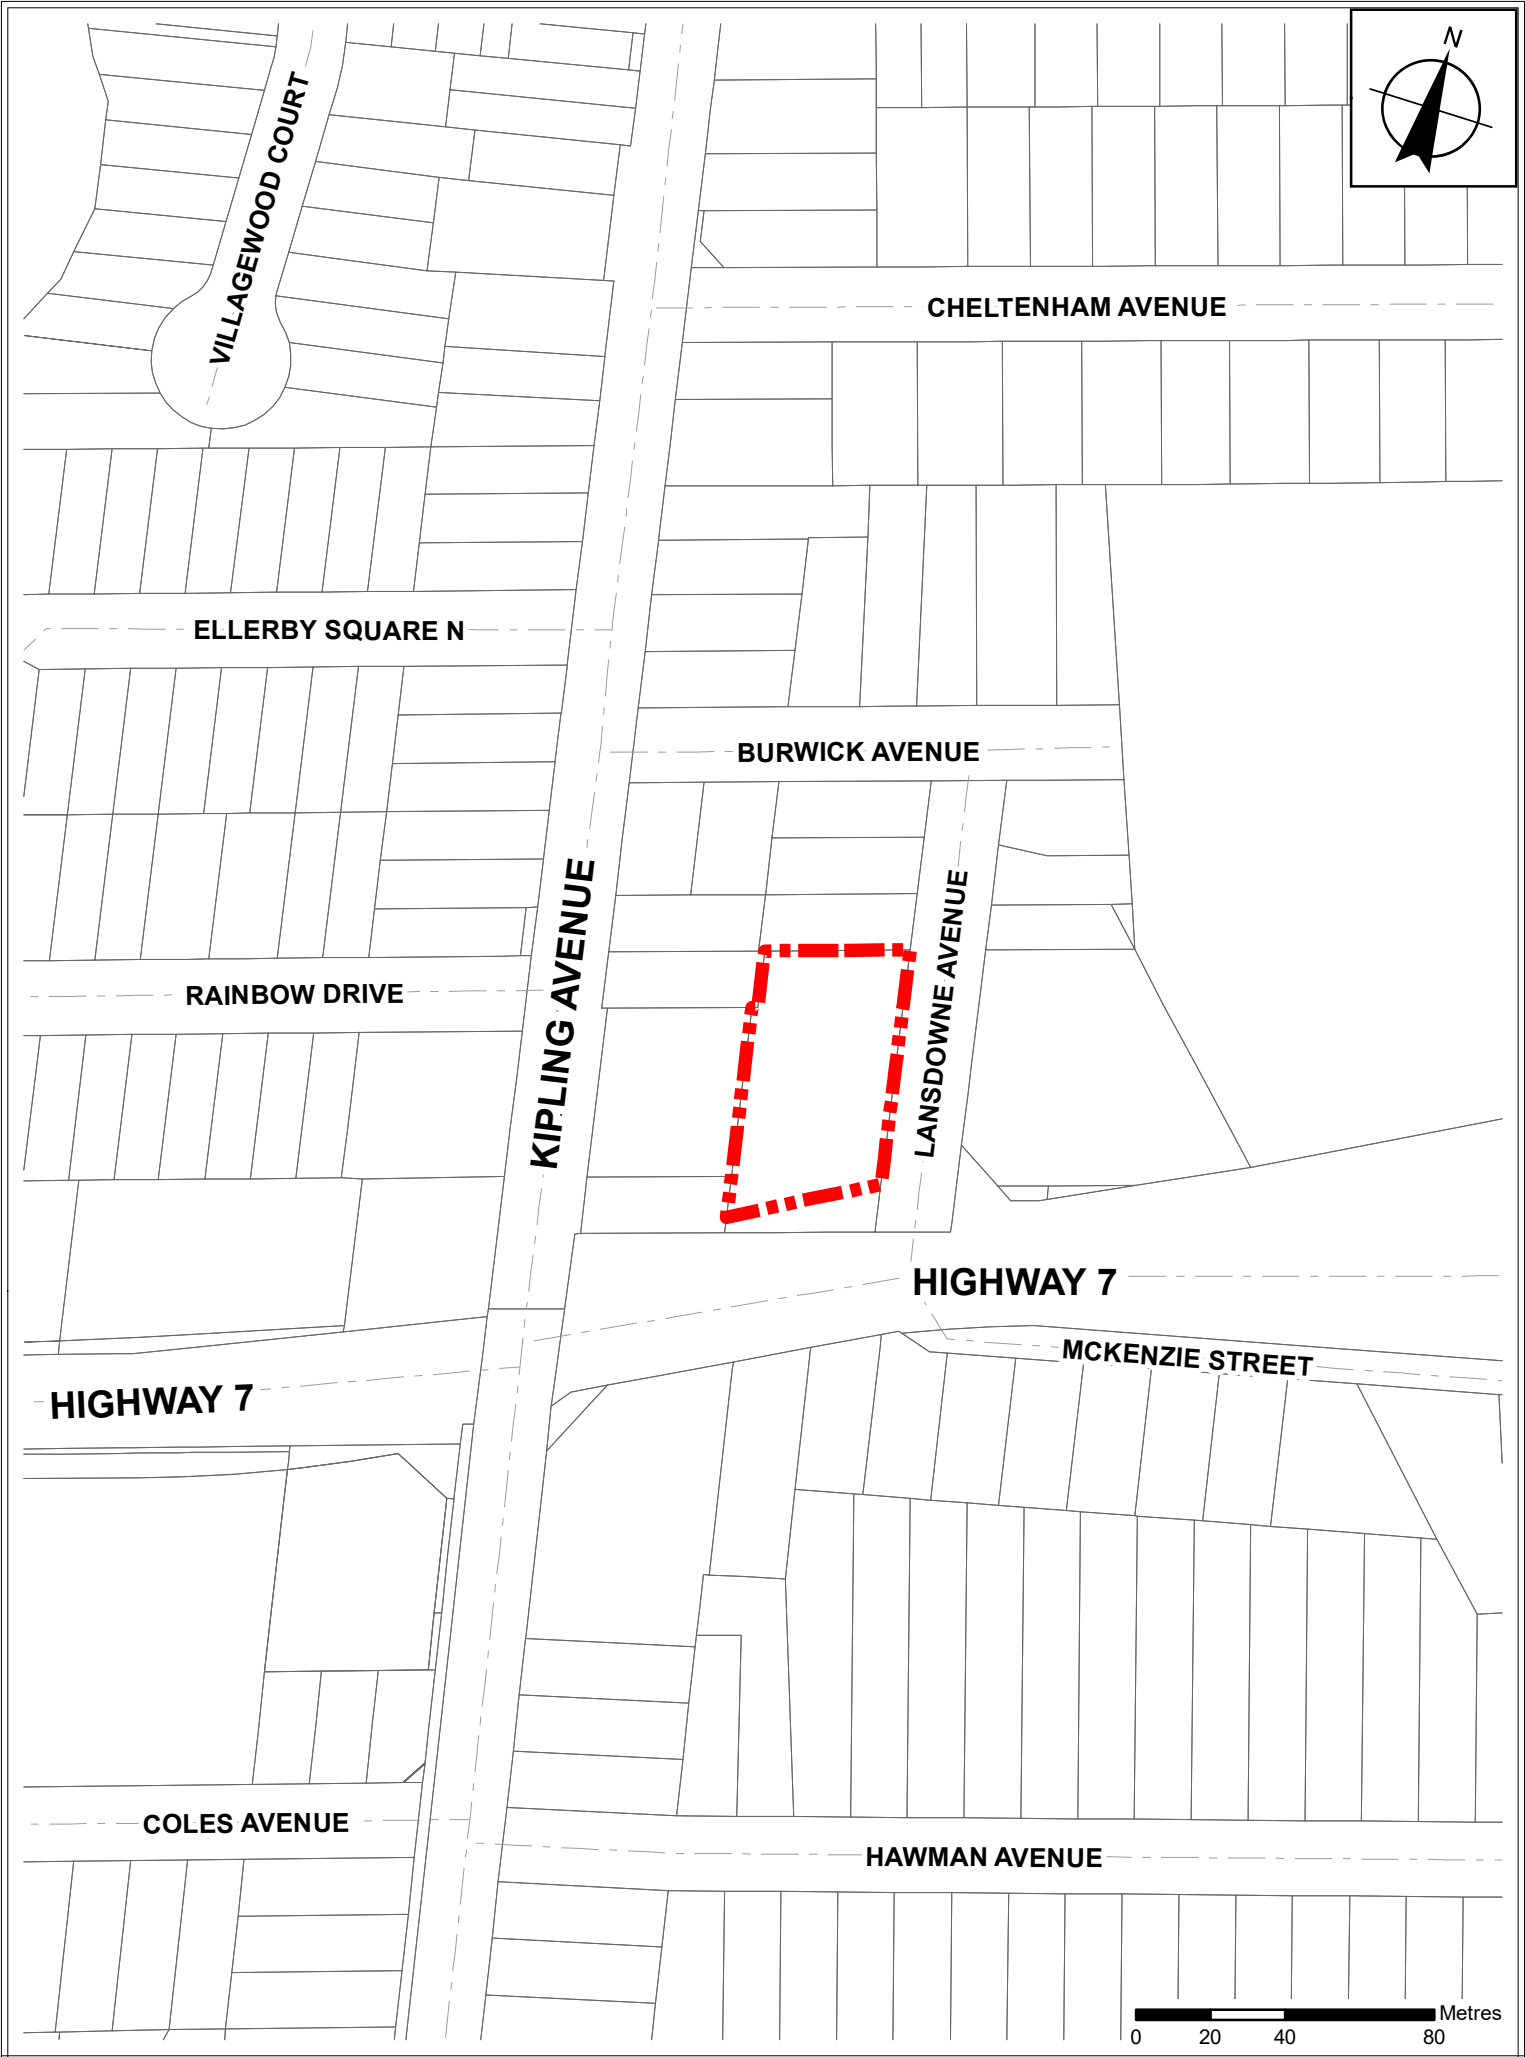 N
VILLAGEWOOD COURT
CHELTENHAM AVENUE
ELLERBY SQUARE N
BURWICK AVENUE
KIPLING AVENUE
LANSDOWNE AVENUE
RAINBOW DRIVE
HIGHWAY 7
MCKENZIE STREET
HIGHWAY 7
COLES AVENUE
HAWMAN AVENUE
Metres
0 20 40 80